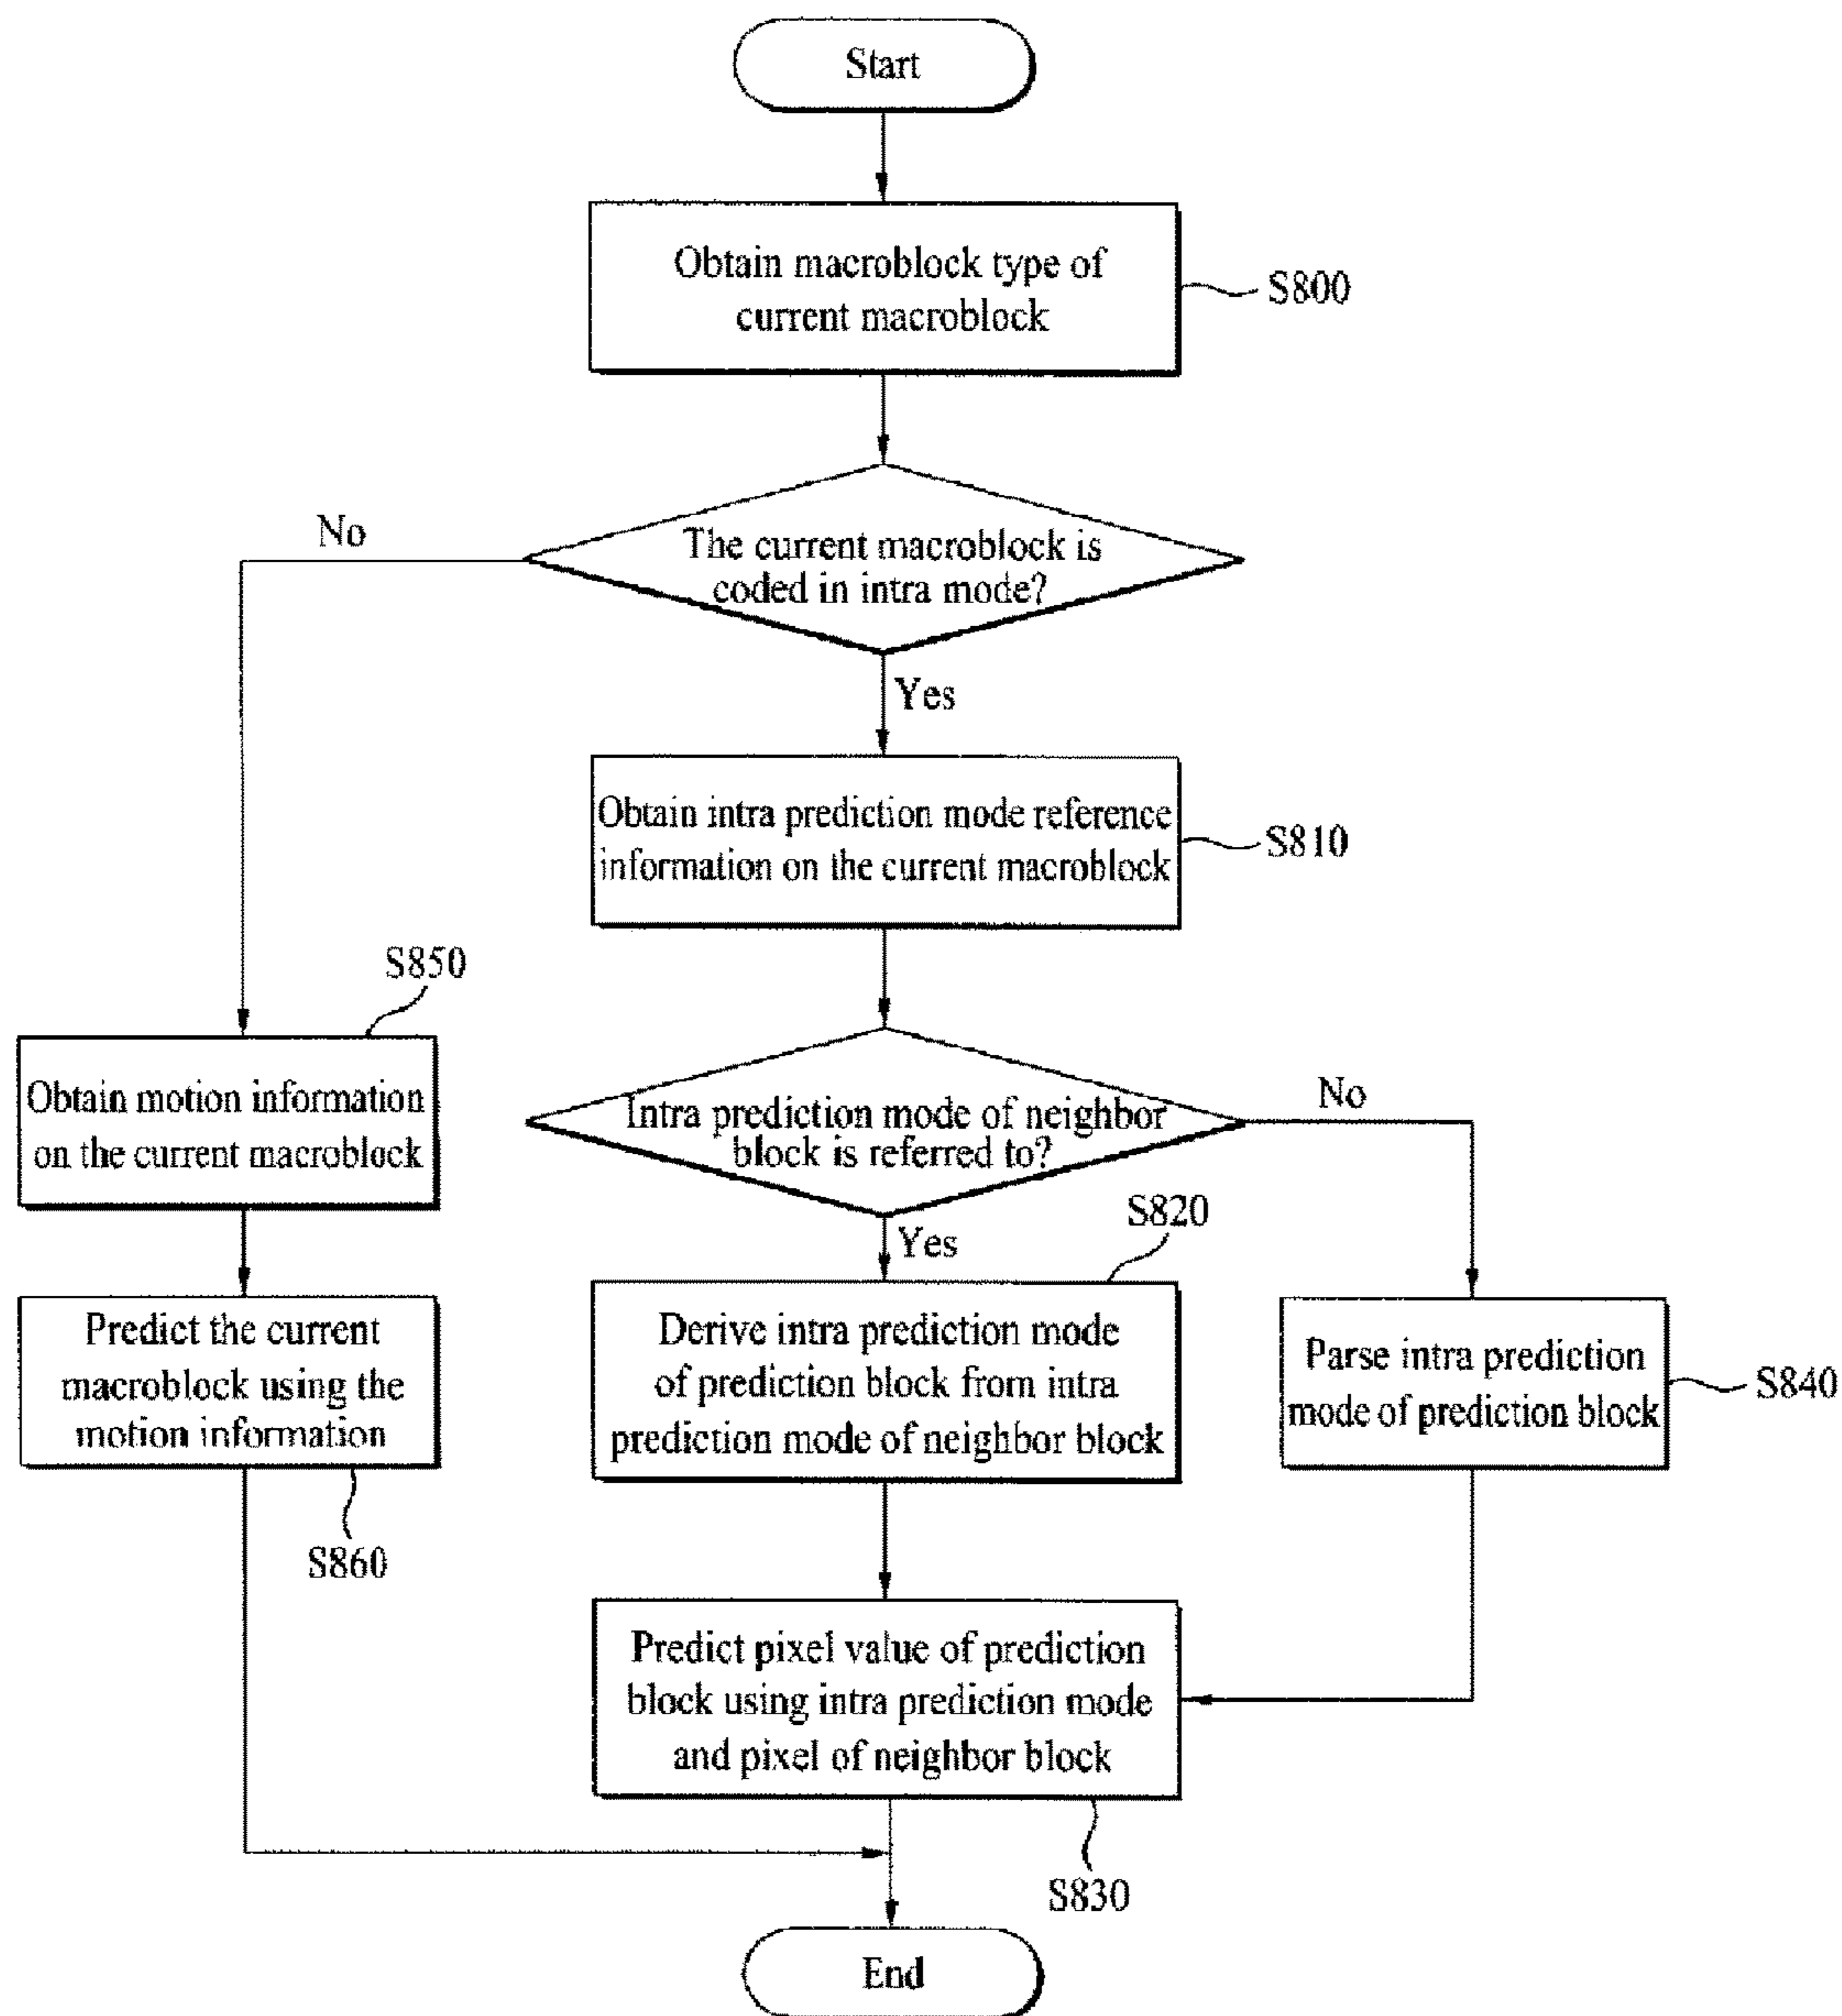 Start
Obtain macroblock type of
current macroblock
S800
The current macroblock is
coded in intra mode?
No
Yes
Obtain intra prediction mode reference
information on the current macroblock
S810
S850
Obtain motion information
on the current macroblock
Intra prediction mode of neighbor
block is referred to?
No
Yes
S820
Predict the current
macroblock using the
motion information
S860
Derive intra prediction mode
of prediction block from intra
prediction mode of neighbor block
Parse intra prediction
mode of prediction block
S840
Predict pixel value of prediction
block using intra prediction mode
and pixel of neighbor block
S830
End